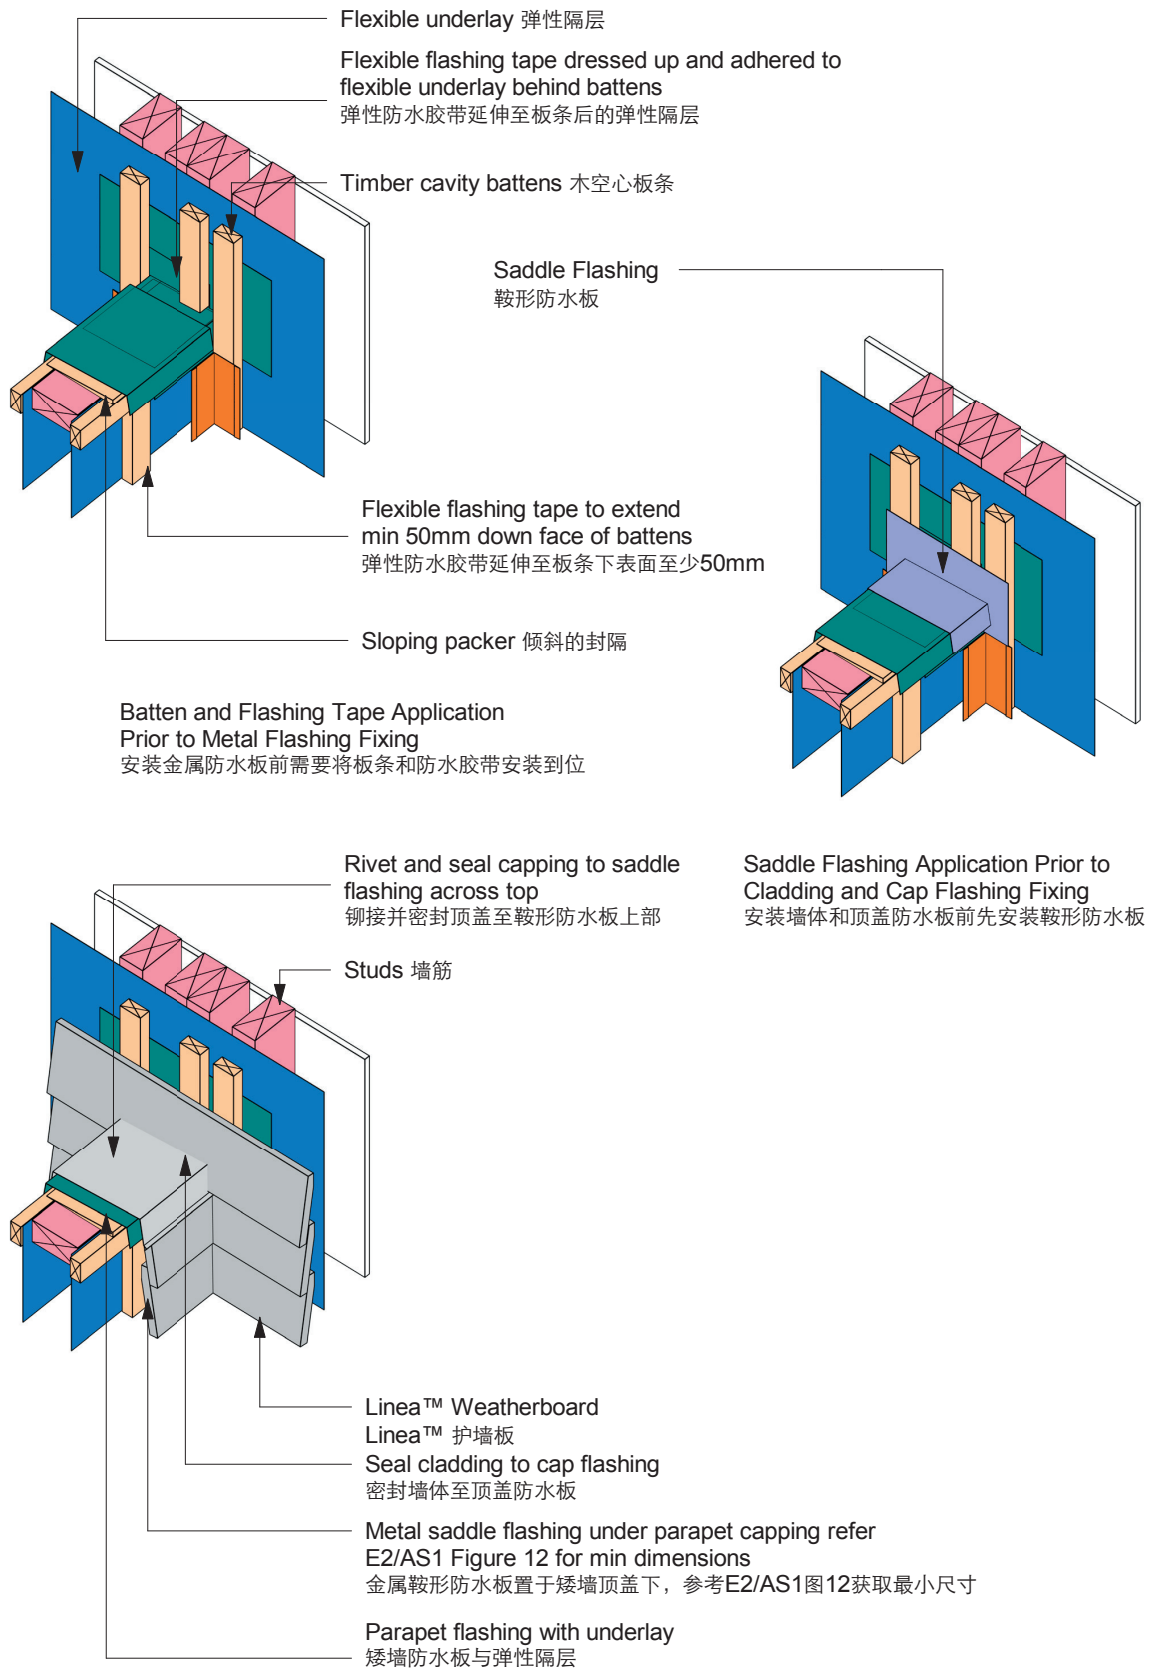 Flexible underlay 弹性隔层
Flexible flashing tape dressed up and adhered to
flexible underlay behind battens
弹性防水胶带延伸至板条后的弹性隔层
Timber cavity battens 木空心板条
Saddle Flashing
鞍形防水板
Flexible flashing tape to extend
min 50mm down face of battens
弹性防水胶带延伸至板条下表面至少50mm
Sloping packer 倾斜的封隔
Batten and Flashing Tape Application
Prior to Metal Flashing Fixing
安装金属防水板前需要将板条和防水胶带安装到位
Rivet and seal capping to saddle
flashing across top
铆接并密封顶盖至鞍形防水板上部
Studs 墙筋
Saddle Flashing Application Prior to
Cladding and Cap Flashing Fixing
安装墙体和顶盖防水板前先安装鞍形防水板
Linea™ Weatherboard
Linea™ 护墙板
Seal cladding to cap flashing
密封墙体至顶盖防水板
Metal saddle flashing under parapet capping refer
E2/AS1 Figure 12 for min dimensions
金属鞍形防水板置于矮墙顶盖下，参考E2/AS1图12获取最小尺寸
Parapet flashing with underlay
矮墙防水板与弹性隔层